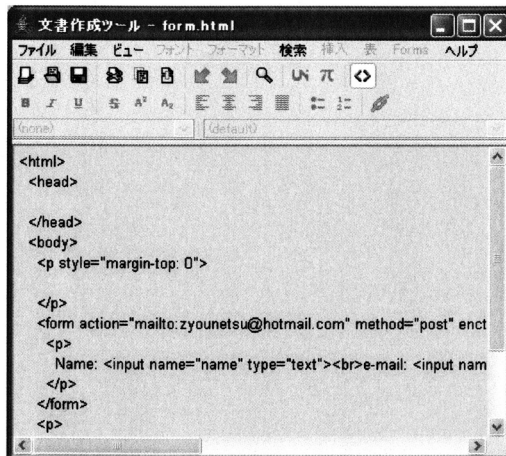 文書作成ツール - form.html
ファイル 編集 ビュー フォント フォーマット 検索 挿入 表 Forms ヘルプ
Uni π <>
B I U S A² A₂
(none) (default)
<html>
<head>
</head>
<body>
<p style="margin-top: 0">
</p>
<form action="mailto:zyounetsu@hotmail.com" method="post" enct
<p>
Name: <input name="name" type="text"><br>e-mail: <input nam
</p>
</form>
<p>